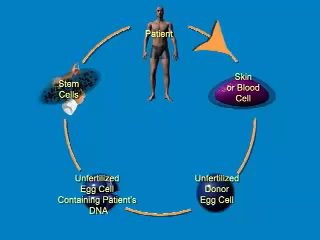 Patient
Skin
or Blood
Cell
Stem
Cells
Unfertilized
Egg Cell
Containing Patient's
DNA
Unfertilized
Donor
Egg Cell